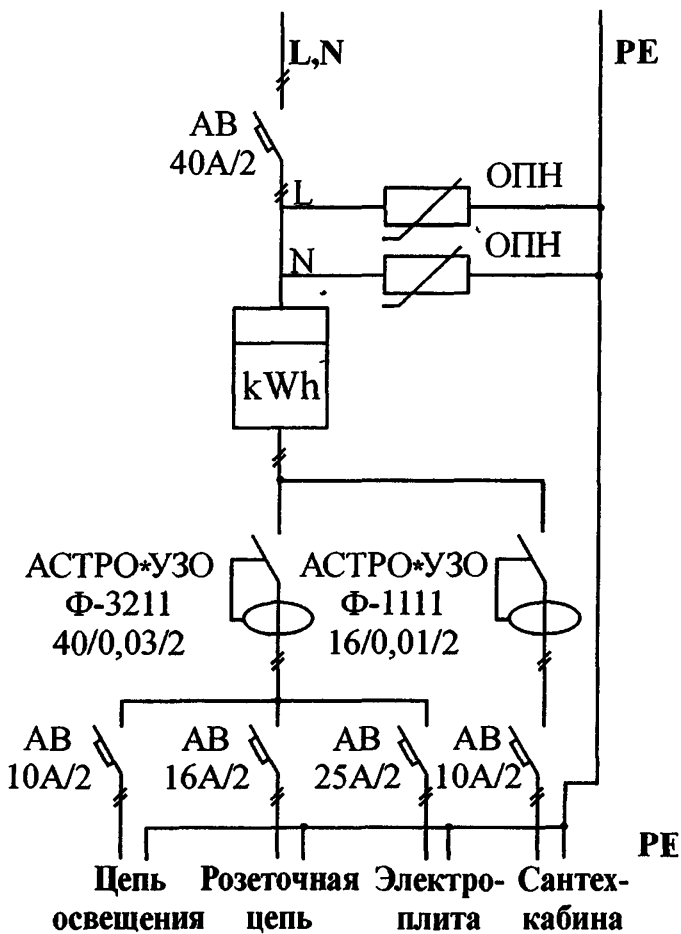 L,N
PE
АВ
40А/2
L
ОПН
N
ОПН
kWh
АСТРО*УЗО
Ф-3211
40/0,03/2
АСТРО*УЗО
Ф-1111
16/0,01/2
АВ
10А/2
АВ
16А/2
АВ
25А/2
АВ
10А/2
PE
Цепь
освещения
Розеточная
цепь
Электро-
плита
Сантех-
кабина